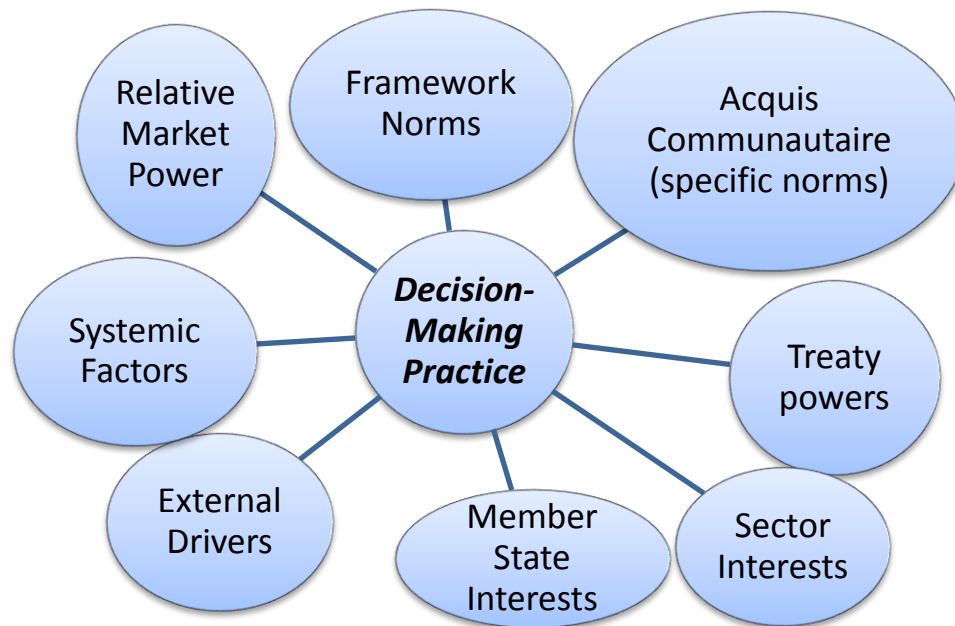 Relative
Market
Power
Framework
Norms
Acquis
Communautaire
(specific norms)
Decision-
Making
Practice
Systemic
Factors
Treaty
powers
External
Drivers
Member
State
Interests
Sector
Interests